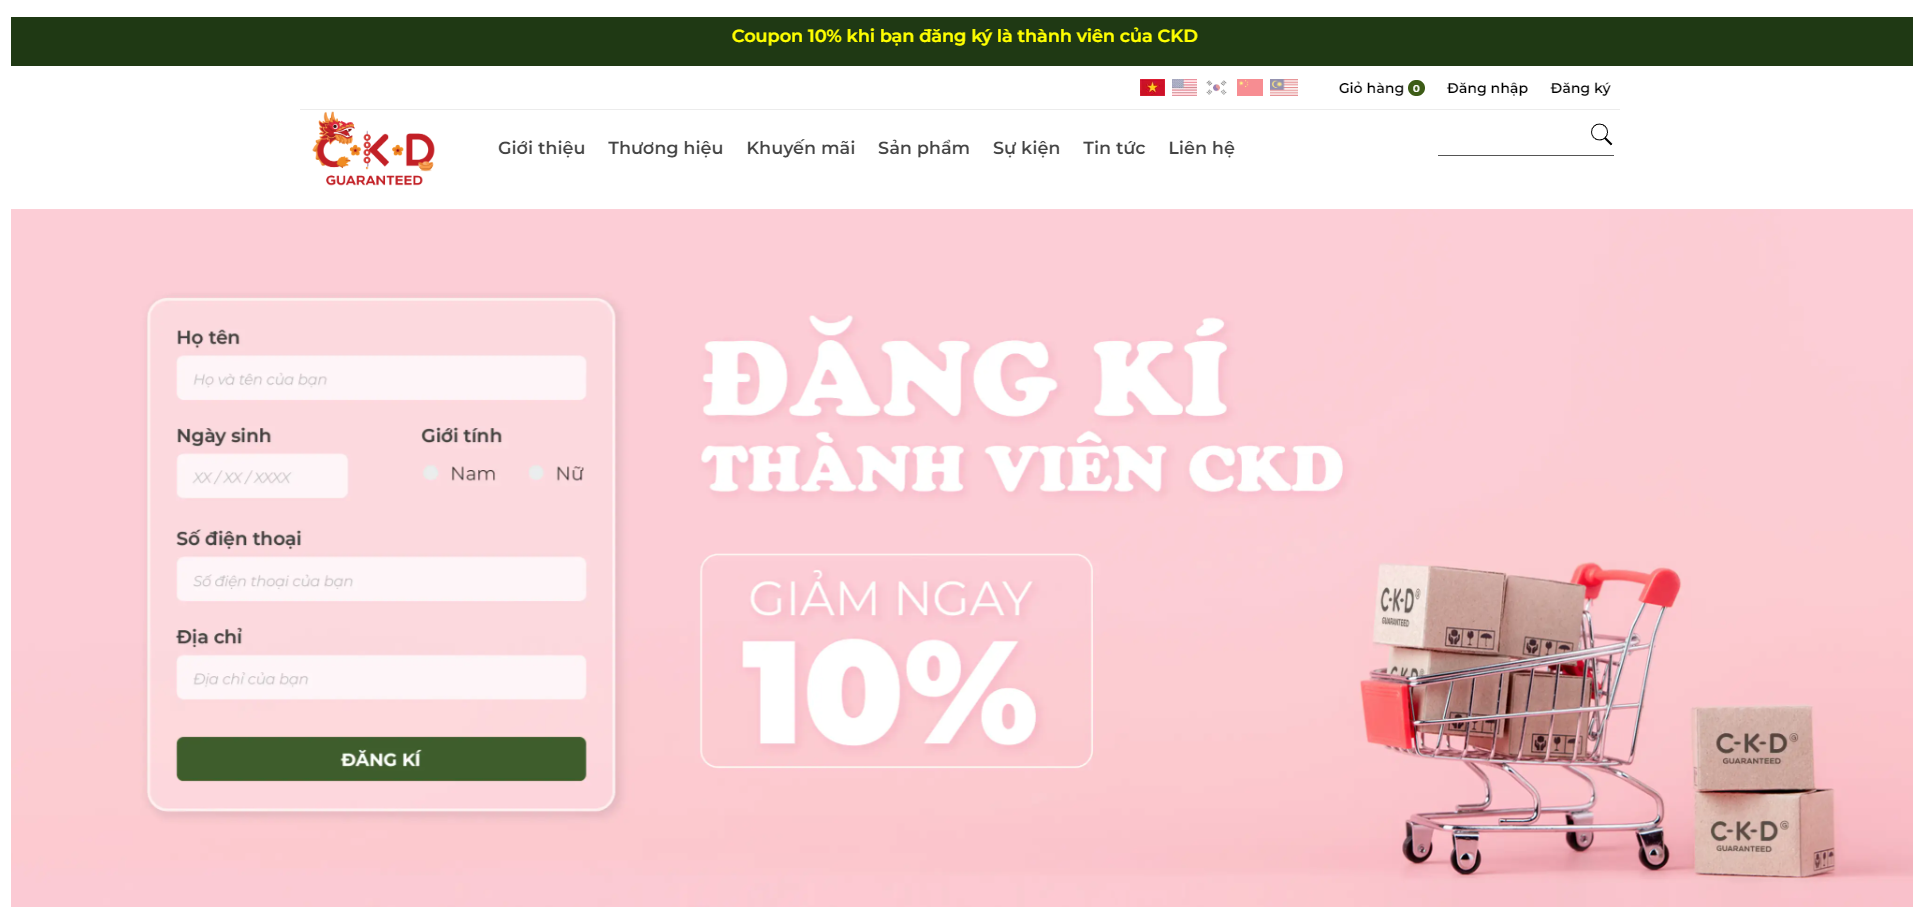 Coupon 10% khi bạn đăng ký là thành viên của CKD
Giỏ hàng 0 Đăng nhập Đăng ký
C·K·D
GUARANTEED
Giới thiệu Thương hiệu Khuyến mãi Sản phẩm Sự kiện Tin tức Liên hệ
Họ tên
Họ và tên của bạn
Ngày sinh Giới tính
XX / XX / XXXX Nam Nữ
Số điện thoại
Số điện thoại của bạn
Địa chỉ
Địa chỉ của bạn
ĐĂNG KÍ
ĐĂNG KÍ
THÀNH VIÊN CKD
GIẢM NGAY
10%
C-K-D®
GUARANTEED
C-K-D
C-K-D®
GUARANTEED
C-K-D®
GUARANTEED